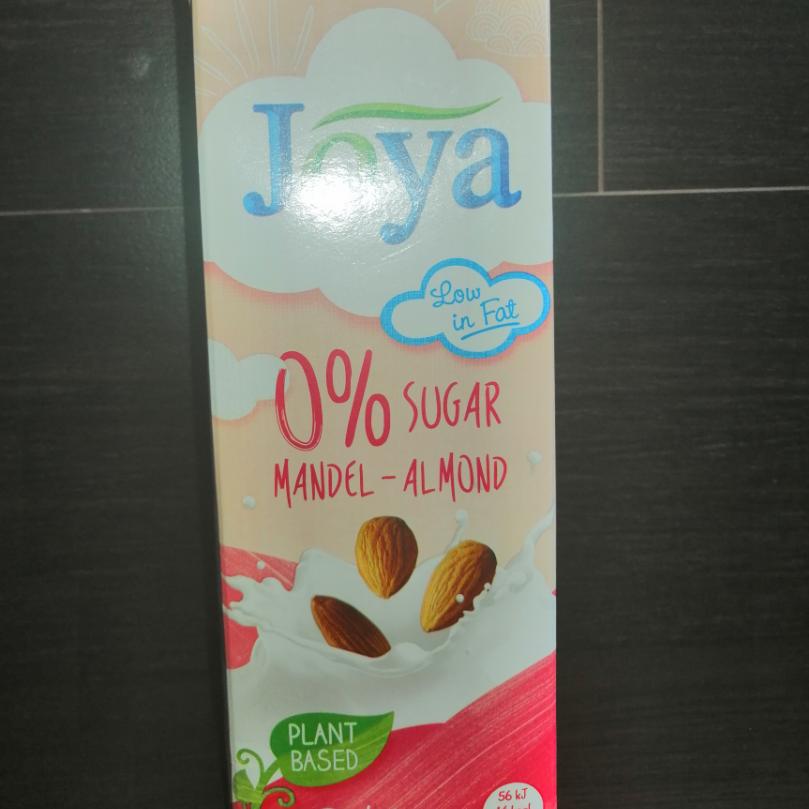 Joya
Low
in Fat
0% SUGAR
MANDEL - ALMOND
PLANT
BASED
56 kJ